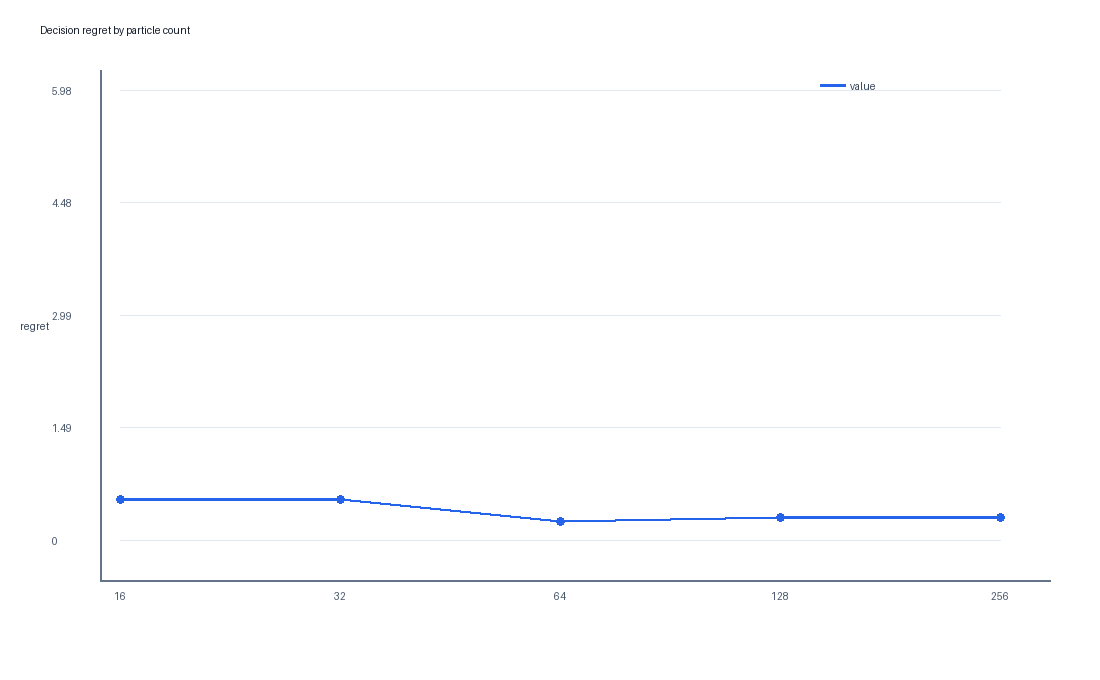 Decision regret by particle count
value
5.98
4.48
2.99
regret
1.49
0
16 32 64 128 256